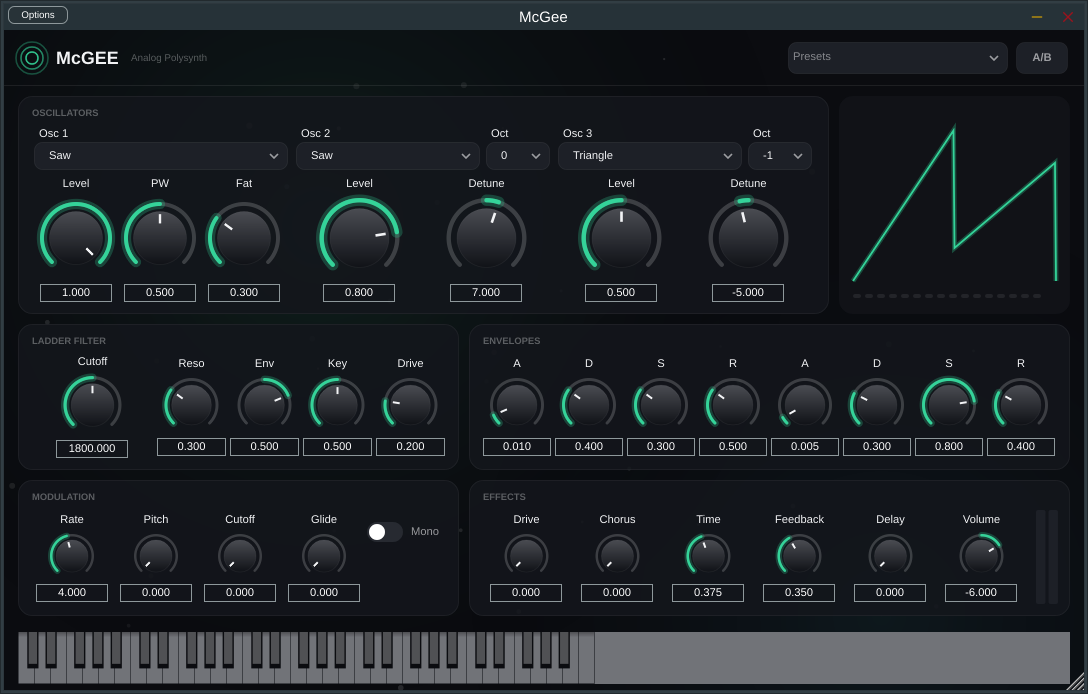 Options
McGee
McGEE
Analog Polysynth
Presets
A/B
OSCILLATORS
Osc 1
Osc 2
Oct
Osc 3
Oct
Saw
Saw
0
Triangle
-1
Level
PW
Fat
Level
Detune
Level
Detune
1.000
0.500
0.300
0.800
7.000
0.500
-5.000
LADDER FILTER
Cutoff
Reso
Env
Key
Drive
1800.000
0.300
0.500
0.500
0.200
ENVELOPES
A
D
S
R
A
D
S
R
0.010
0.400
0.300
0.500
0.005
0.300
0.800
0.400
MODULATION
Rate
Pitch
Cutoff
Glide
Mono
4.000
0.000
0.000
0.000
EFFECTS
Drive
Chorus
Time
Feedback
Delay
Volume
0.000
0.000
0.375
0.350
0.000
-6.000